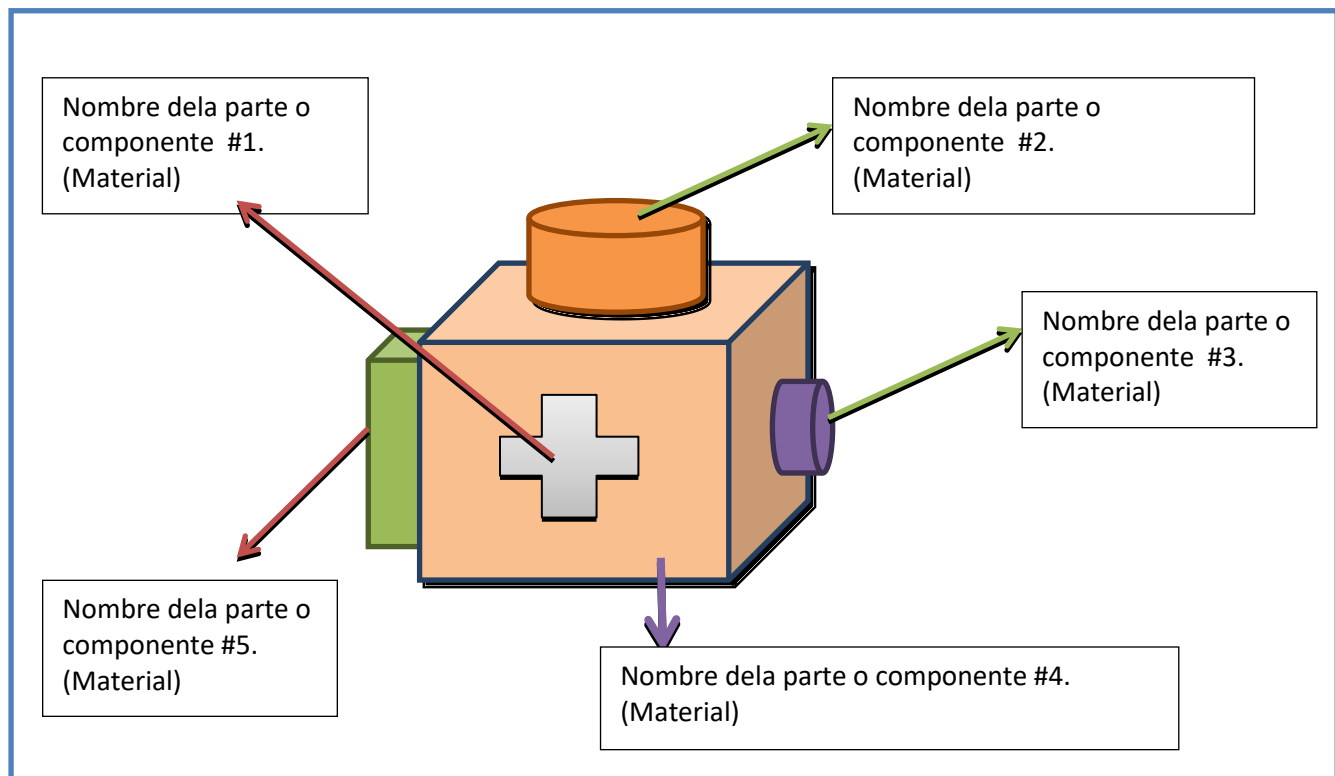 Nombre dela parte o
componente  #1.
(Material)
Nombre dela parte o
componente  #2.
(Material)
Nombre dela parte o
componente  #3.
(Material)
Nombre dela parte o
componente #5.
(Material)
Nombre dela parte o componente #4.
(Material)